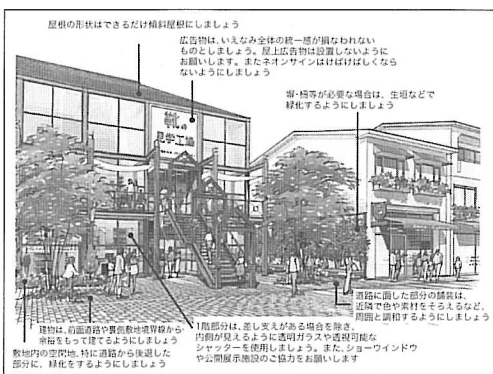 屋根の形状はできるだけ傾斜屋根にしましょう
広告物は、いえなみ全体の統一感が損なわれない
ものとしましょう。屋上広告物は設置しないように
お願いします。またネオンサインはけばけばしくなら
ないようにしましょう
塀・柵等が必要な場合は、生垣などで
緑化するようにしましょう
靴の
見学工場
道路に面した部分の舗装は、
近隣で色や素材をそろえるなど、
周囲と調和するようにしましょう
建物は、前面道路や裏側敷地境界線から
余裕をもって建てるようにしましょう
敷地内の空閑地、特に道路から後退した
部分に、緑化をするようにしましょう
1階部分は、差し支えがある場合を除き、
内側が見えるように透明ガラスや透視可能な
シャッターを使用しましょう。また、ショーウインドウ
や公開展示施設のご協力をお願いします